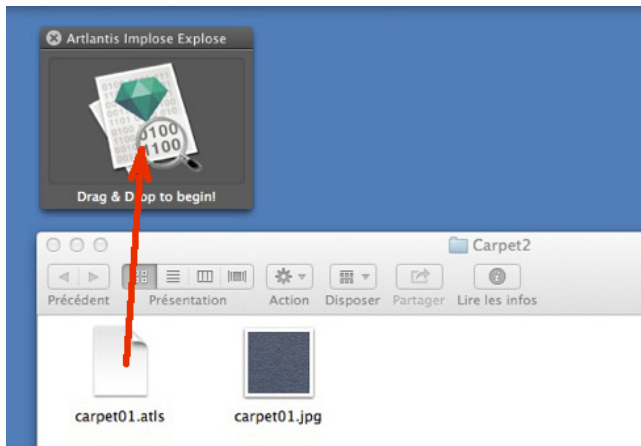 Artlantis Implose Explose
0100
1100
Drag & Drop to begin!
Carpet2
Précédent Présentation Action Disposer Partager Lire les infos
carpet01.atls carpet01.jpg